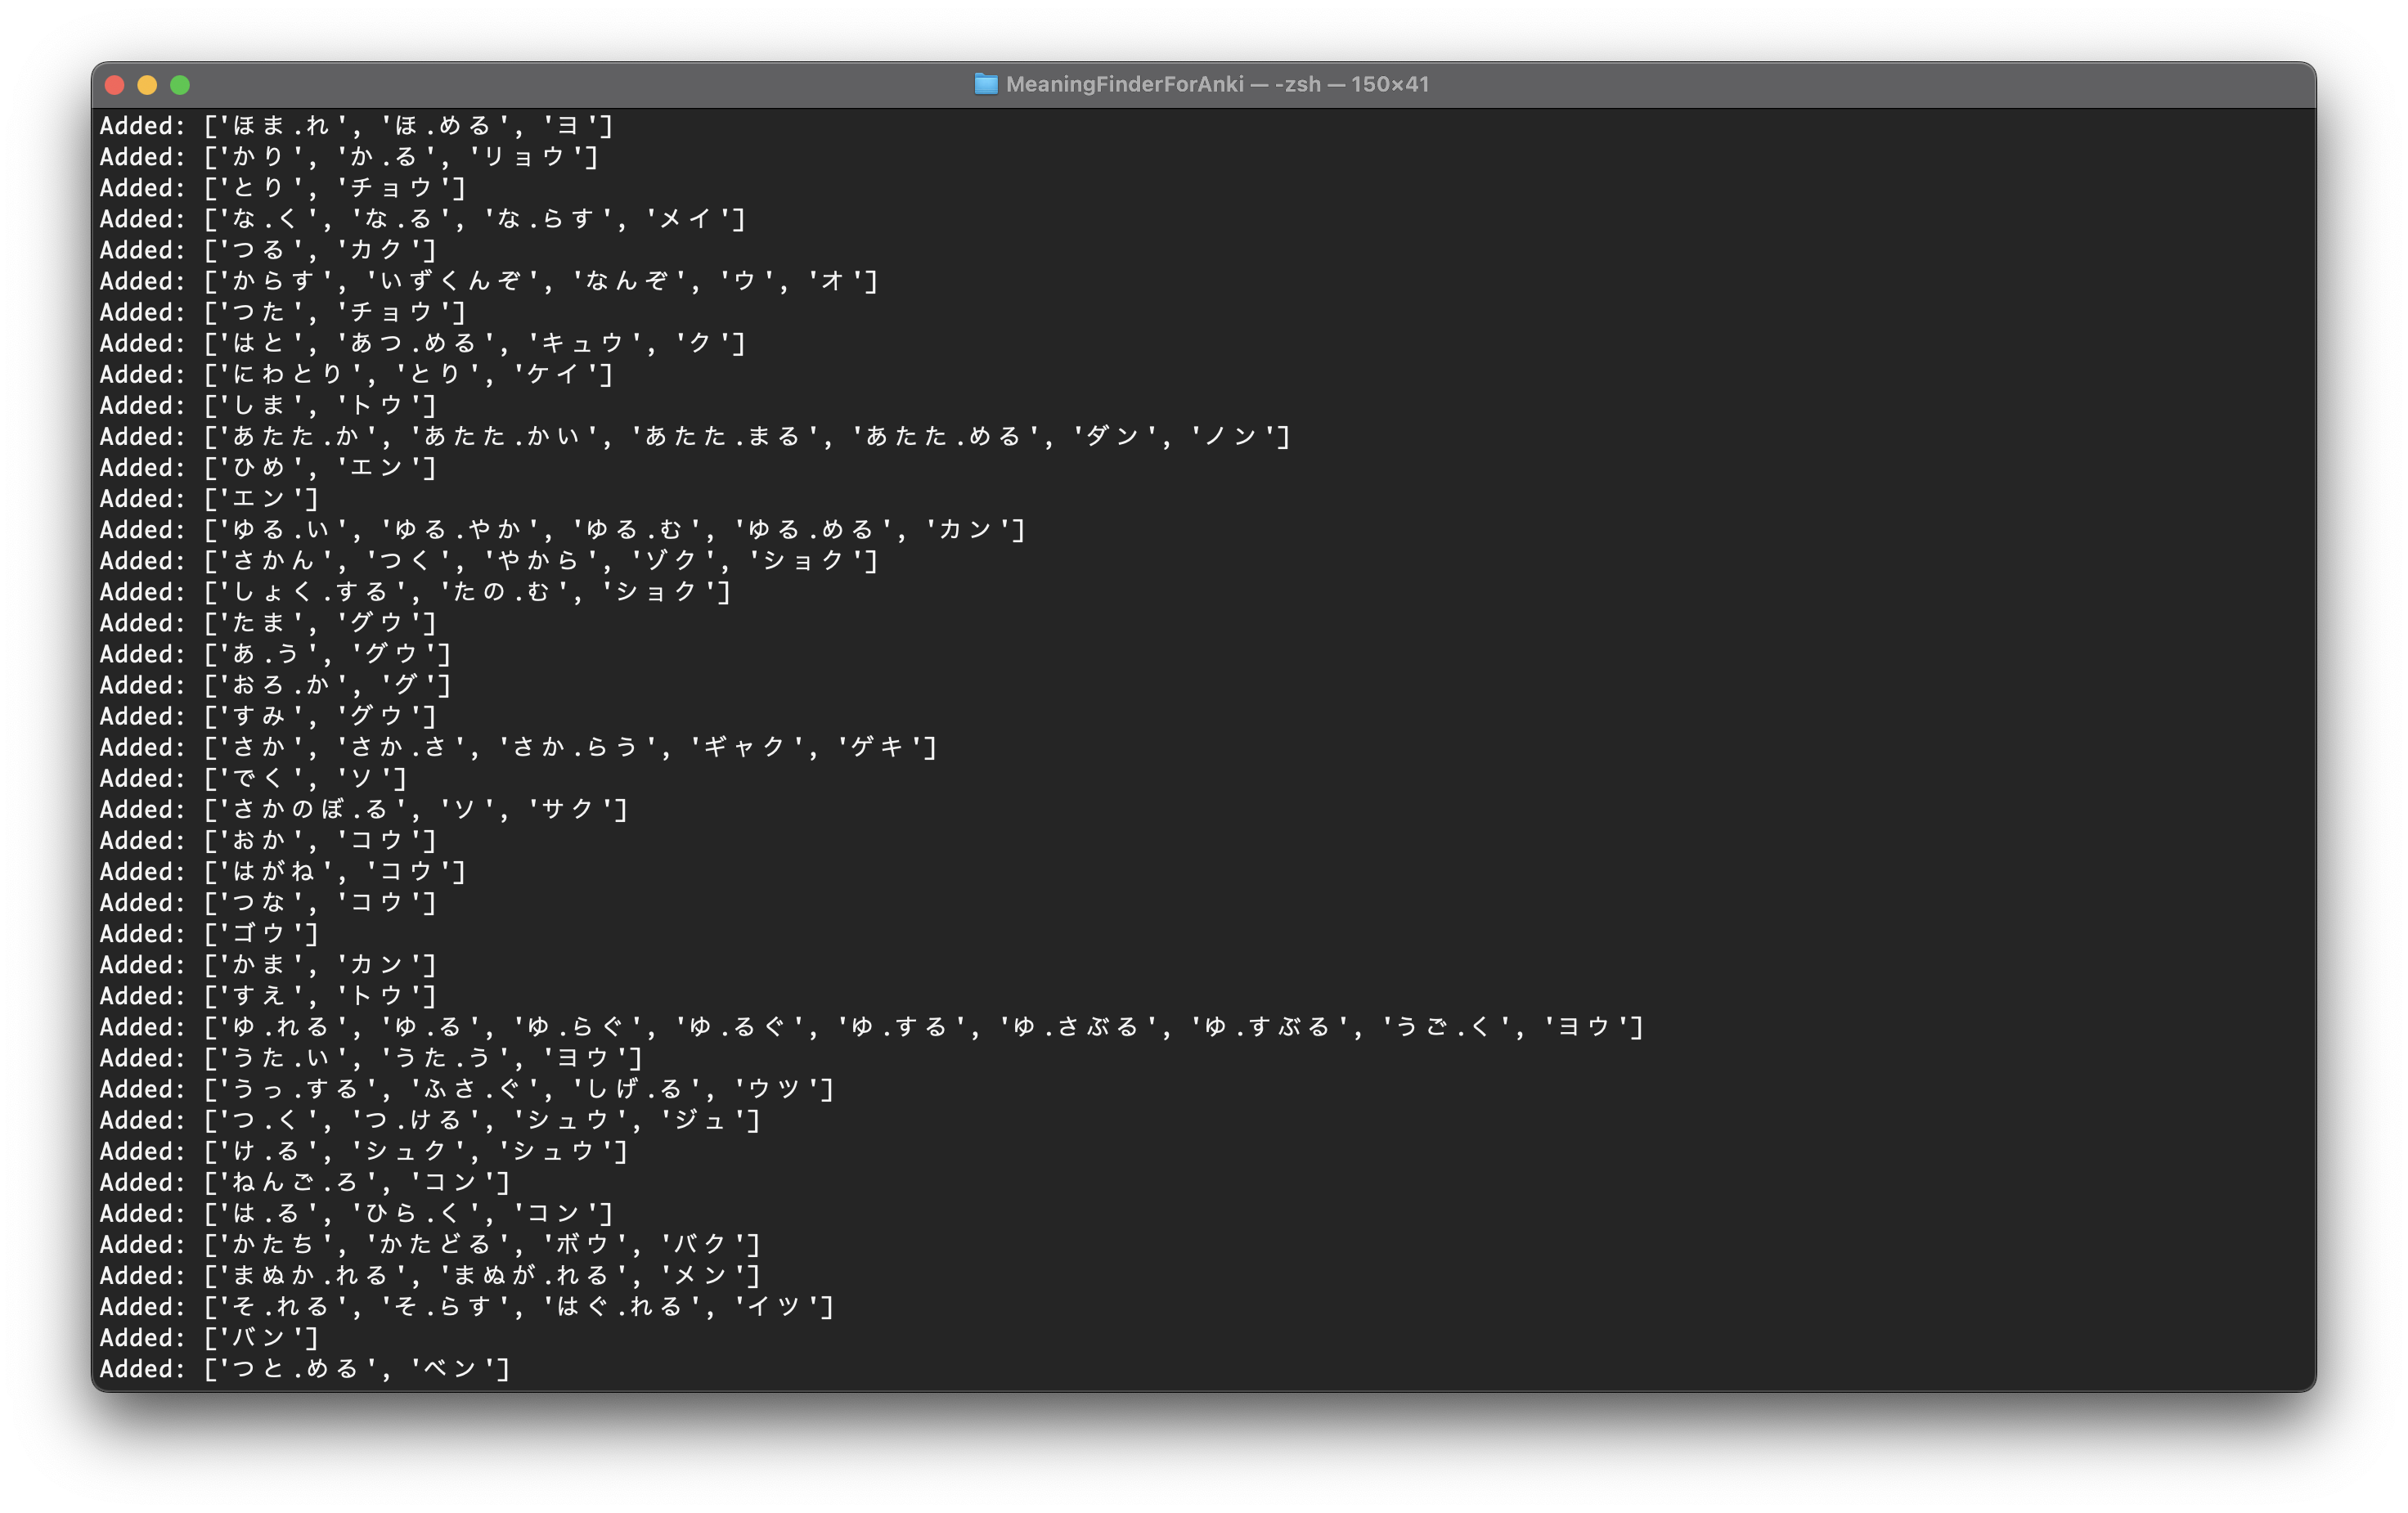 MeaningFinderForAnki — -zsh — 150×41
Added: ['ほま.れ', 'ほ.める', 'ヨ']
Added: ['かり', 'か.る', 'リョウ']
Added: ['とり', 'チョウ']
Added: ['な.く', 'な.る', 'な.らす', 'メイ']
Added: ['つる', 'カク']
Added: ['からす', 'いずくんぞ', 'なんぞ', 'ウ', 'オ']
Added: ['つた', 'チョウ']
Added: ['はと', 'あつ.める', 'キュウ', 'ク']
Added: ['にわとり', 'とり', 'ケイ']
Added: ['しま', 'トウ']
Added: ['あたた.か', 'あたた.かい', 'あたた.まる', 'あたた.める', 'ダン', 'ノン']
Added: ['ひめ', 'エン']
Added: ['エン']
Added: ['ゆる.い', 'ゆる.やか', 'ゆる.む', 'ゆる.める', 'カン']
Added: ['さかん', 'つく', 'やから', 'ゾク', 'ショク']
Added: ['しょく.する', 'たの.む', 'ショク']
Added: ['たま', 'グウ']
Added: ['あ.う', 'グウ']
Added: ['おろ.か', 'グ']
Added: ['すみ', 'グウ']
Added: ['さか', 'さか.さ', 'さか.らう', 'ギャク', 'ゲキ']
Added: ['でく', 'ソ']
Added: ['さかのぼ.る', 'ソ', 'サク']
Added: ['おか', 'コウ']
Added: ['はがね', 'コウ']
Added: ['つな', 'コウ']
Added: ['ゴウ']
Added: ['かま', 'カン']
Added: ['すえ', 'トウ']
Added: ['ゆ.れる', 'ゆ.る', 'ゆ.らぐ', 'ゆ.るぐ', 'ゆ.する', 'ゆ.さぶる', 'ゆ.すぶる', 'うご.く', 'ヨウ']
Added: ['うた.い', 'うた.う', 'ヨウ']
Added: ['うっ.する', 'ふさ.ぐ', 'しげ.る', 'ウツ']
Added: ['つ.く', 'つ.ける', 'シュウ', 'ジュ']
Added: ['け.る', 'シュク', 'シュウ']
Added: ['ねんご.ろ', 'コン']
Added: ['は.る', 'ひら.く', 'コン']
Added: ['かたち', 'かたどる', 'ボウ', 'バク']
Added: ['まぬか.れる', 'まぬが.れる', 'メン']
Added: ['そ.れる', 'そ.らす', 'はぐ.れる', 'イツ']
Added: ['バン']
Added: ['つと.める', 'ベン']